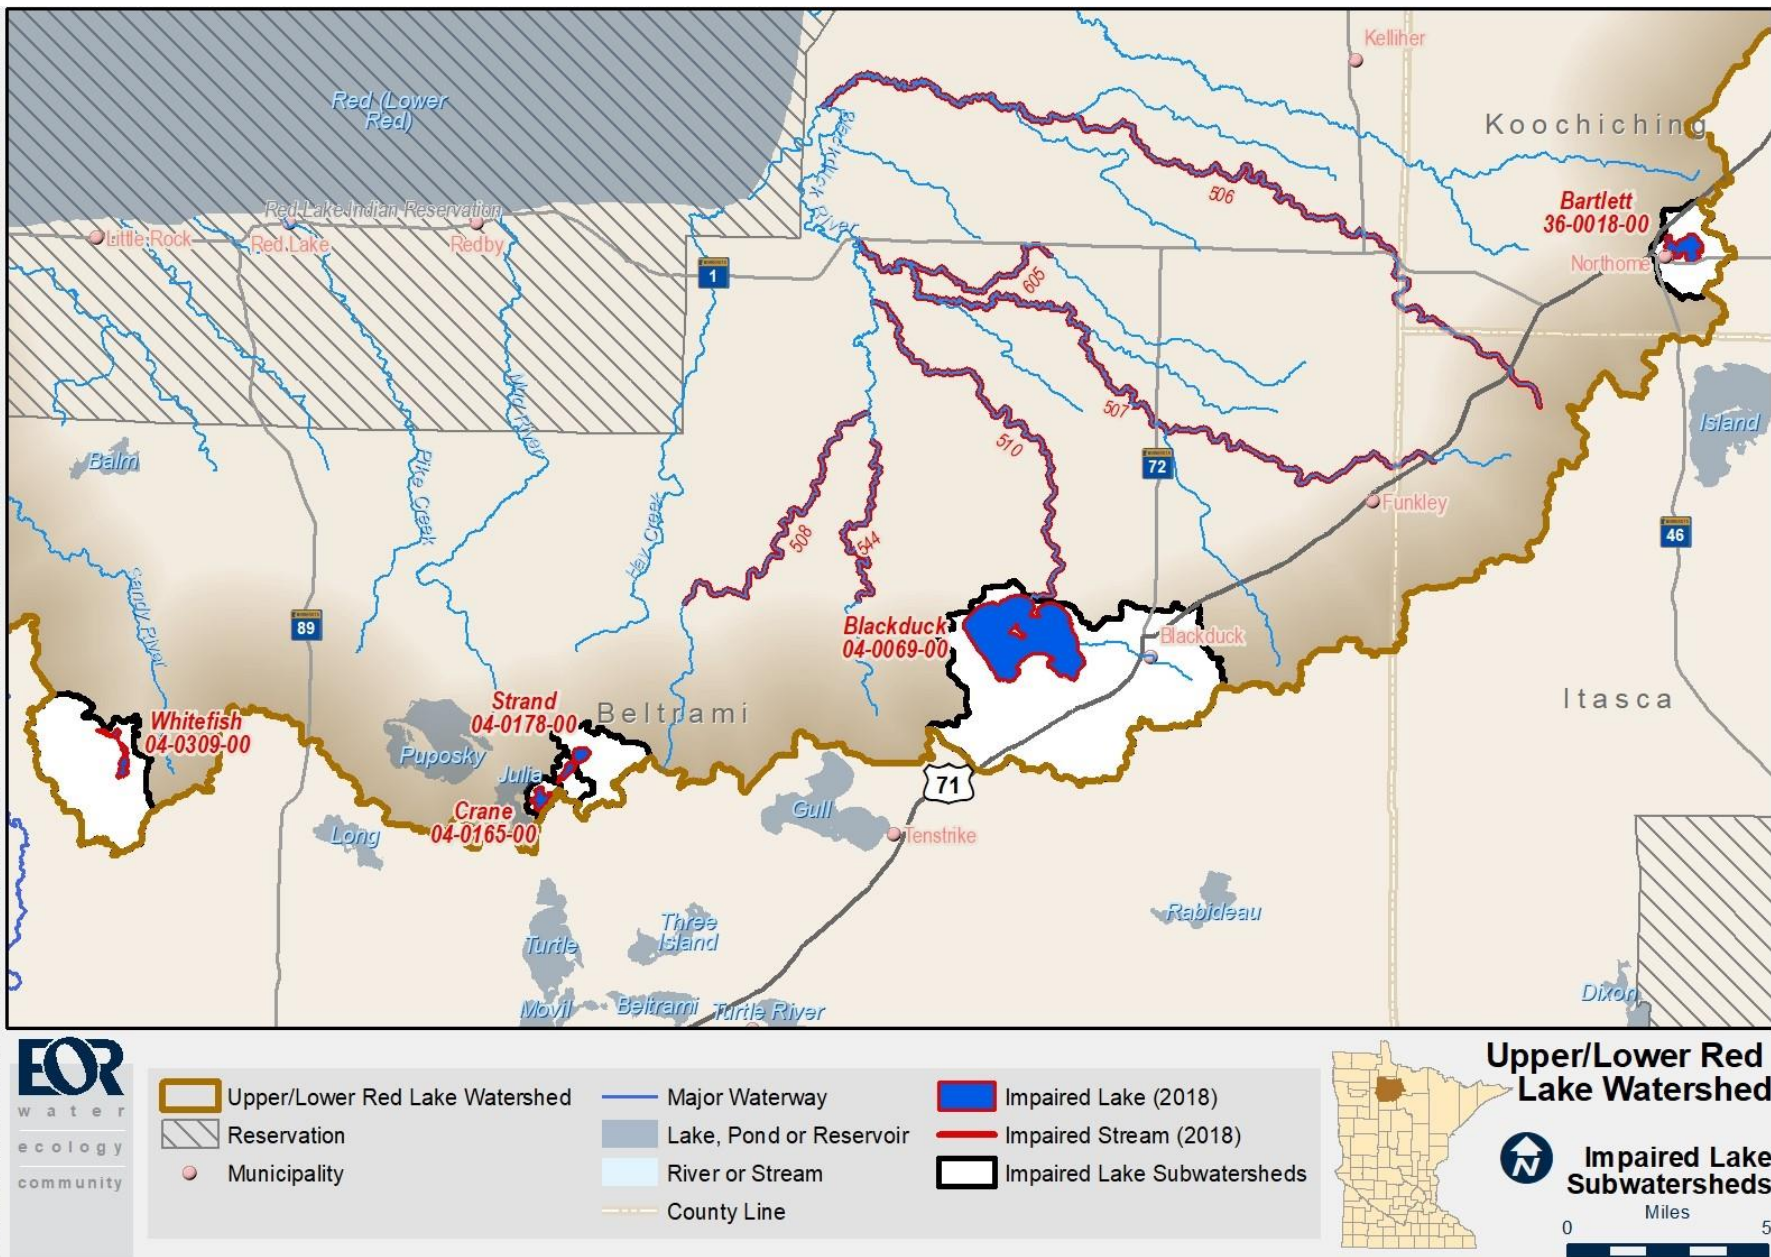 Kelliher
Red (Lower
Red)
Koochiching
Blackduck River
506
Bartlett
36-0018-00
Red Lake Indian Reservation
Little Rock
Red Lake
Redby
Northome
1
605
Mud River
507
Island
510
Balm
Pike Creek
72
Funkley
508
544
46
Hay Creek
Sandy River
89
Blackduck
04-0069-00
Blackduck
Strand
04-0178-00
Beltrami
Itasca
Whitefish
04-0309-00
Puposky
Julia
71
Crane
04-0165-00
Gull
Long
Tenstrike
Rabideau
Three
Island
Turtle
Dixon
Movil
Beltrami
Turtle River
EOR
water
ecology
community
Upper/Lower Red Lake Watershed
Reservation
Municipality
Major Waterway
Lake, Pond or Reservoir
River or Stream
County Line
Impaired Lake (2018)
Impaired Stream (2018)
Impaired Lake Subwatersheds
Upper/Lower Red
Lake Watershed
N
Impaired Lake
Subwatersheds
Miles
0 5